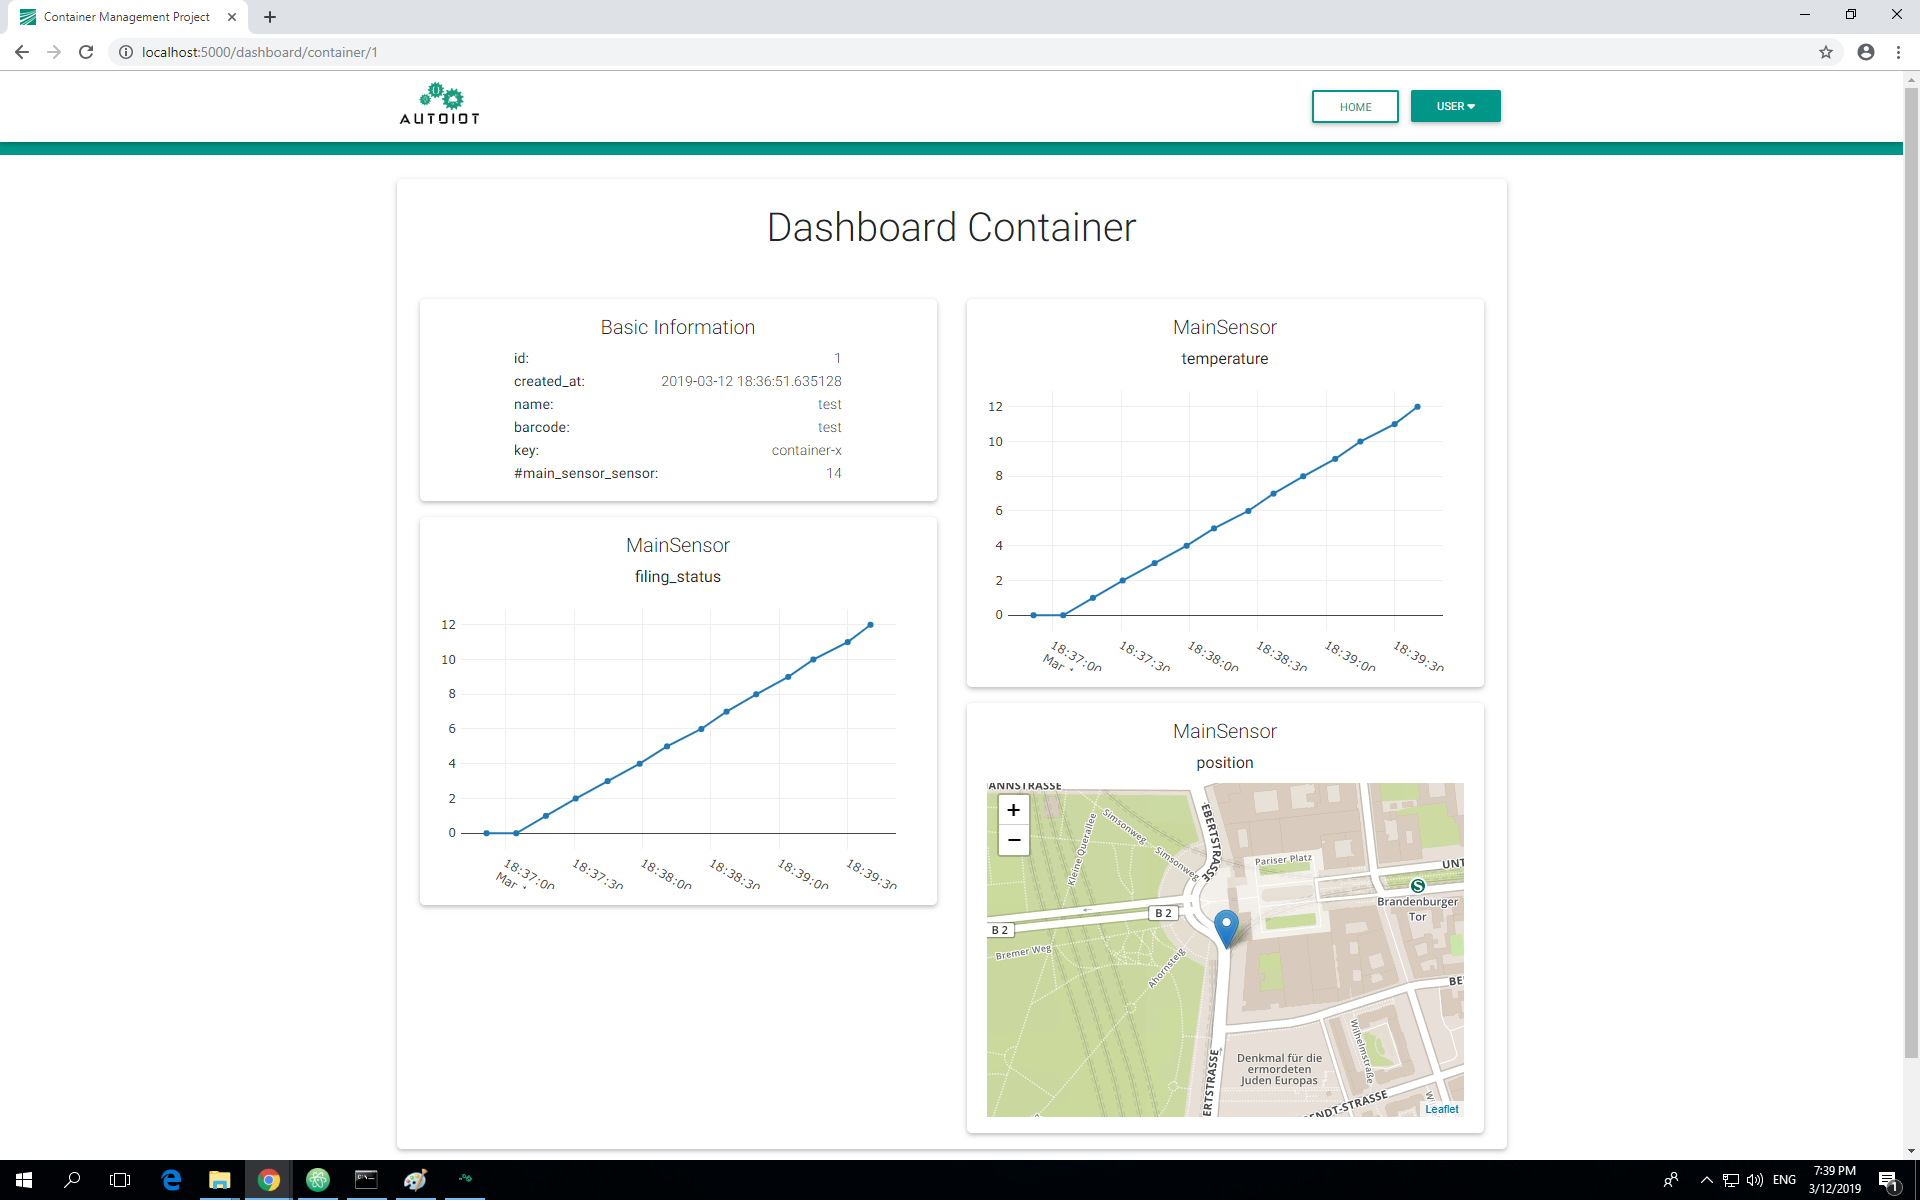 Container Management Project
localhost:5000/dashboard/container/1
AUTOIOT
HOME
USER
Dashboard Container
Basic Information
id: 1
created_at: 2019-03-12 18:36:51.635128
name: test
barcode: test
key: container-x
#main_sensor_sensor: 14
MainSensor
filing_status
12
10
8
6
4
2
0
18:37:00
Mar
18:37:30
18:38:00
18:38:30
18:39:00
18:39:30
MainSensor
temperature
12
10
8
6
4
2
0
18:37:00
Mar
18:37:30
18:38:00
18:38:30
18:39:00
18:39:30
MainSensor
position
+
−
ANNSTRASSE
EBERTSTRASSE
Simsonweg
Kleine Querallee
Simsonweg
Pariser Platz
UNT
S
Brandenburger
Tor
B 2
B 2
Bremer Weg
Ahornsteig
BE
Wilhelmstraße
Denkmal für die
ermordeten
Juden Europas
ERTSTRASSE
ENDT-STRASSE
Leaflet
ENG
7:39 PM
3/12/2019
1